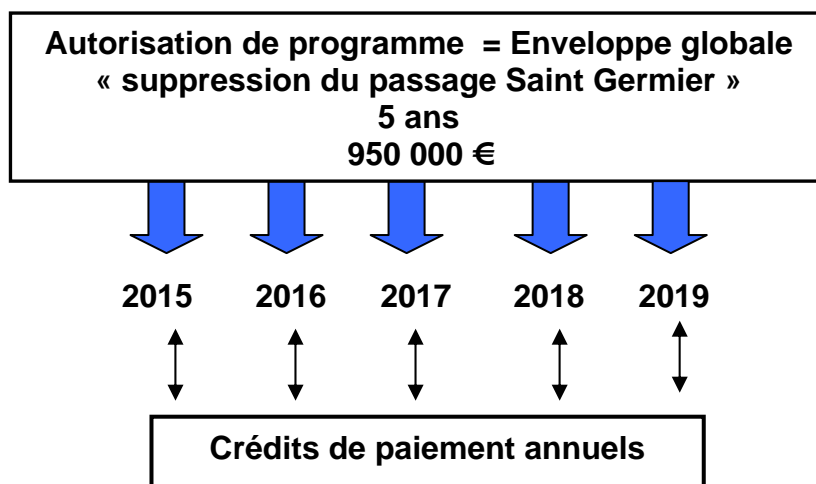 Autorisation de programme = Enveloppe globale
« suppression du passage Saint Germier »
5 ans
950 000 €
2015 2016 2017 2018 2019
Crédits de paiement annuels